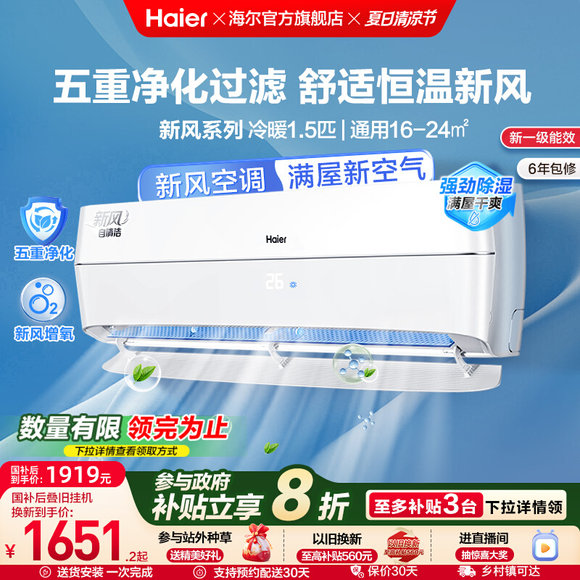 Haier 海尔官方旗舰店 夏日清凉节
五重净化过滤 舒适恒温新风
新风系列 冷暖1.5匹 | 通用16-24㎡
新一级能效
6年包修
新风空调 满屋新空气
强劲除湿
满屋干爽
新风
自清洁
五重净化
Haier
26
O2
新风增氧
数量有限 领完为止
下拉详情查看领取方式
国补后到手价: 1919元
国补后叠旧挂机
换新到手价:
¥1651.2起
参与政府
补贴立享 8折
至多补贴3台 下拉详情领
参与站外种草
送精美好礼
以旧换新
至高补贴560元
以旧换新
进直播间
抽惊喜大奖
送货安装 一次完成
支持预约配送30天
保价30天
乡村镇可达